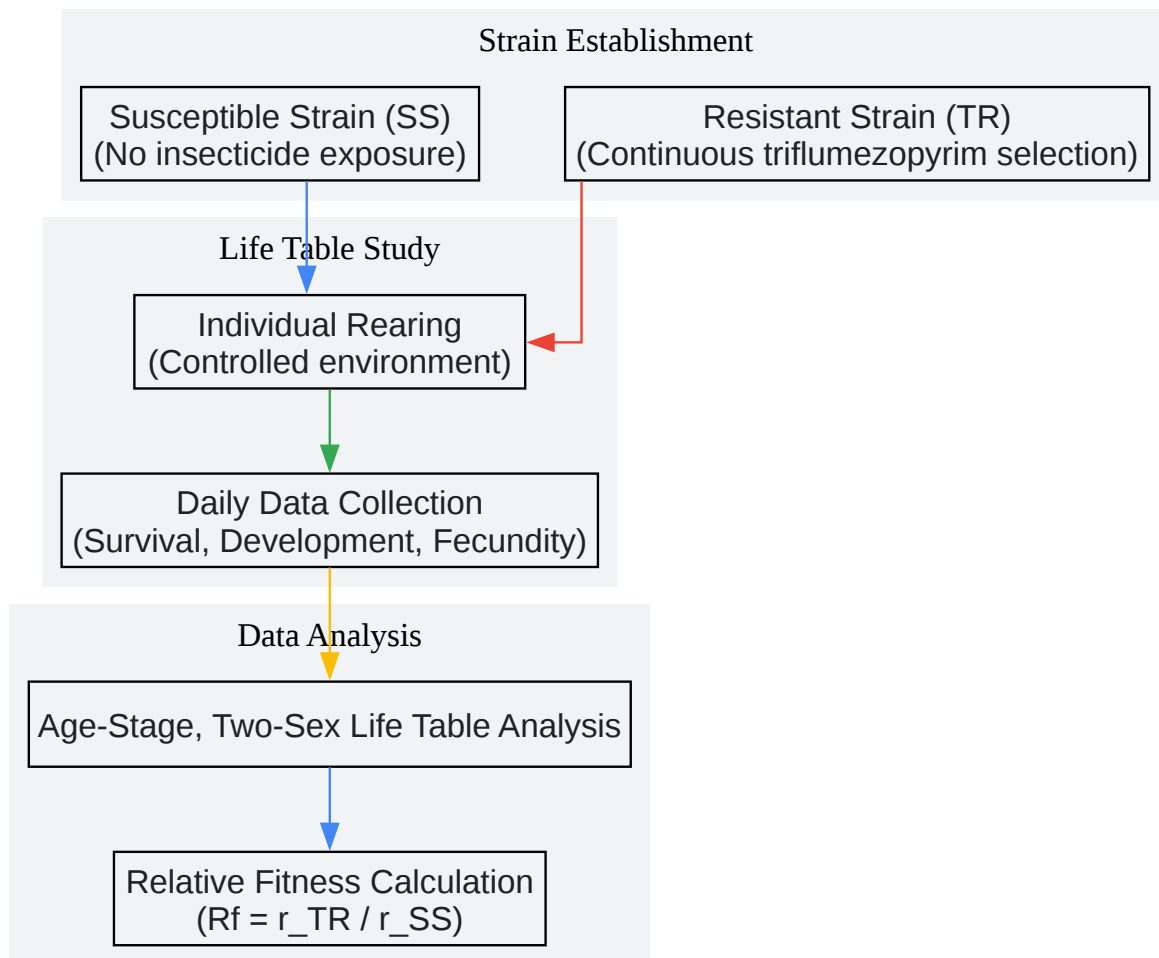 Strain Establishment
Susceptible Strain (SS)
(No insecticide exposure)
Resistant Strain (TR)
(Continuous triflumezopyrim selection)
Life Table Study
Individual Rearing
(Controlled environment)
Daily Data Collection
(Survival, Development, Fecundity)
Data Analysis
Age-Stage, Two-Sex Life Table Analysis
Relative Fitness Calculation
(Rf = r_TR / r_SS)